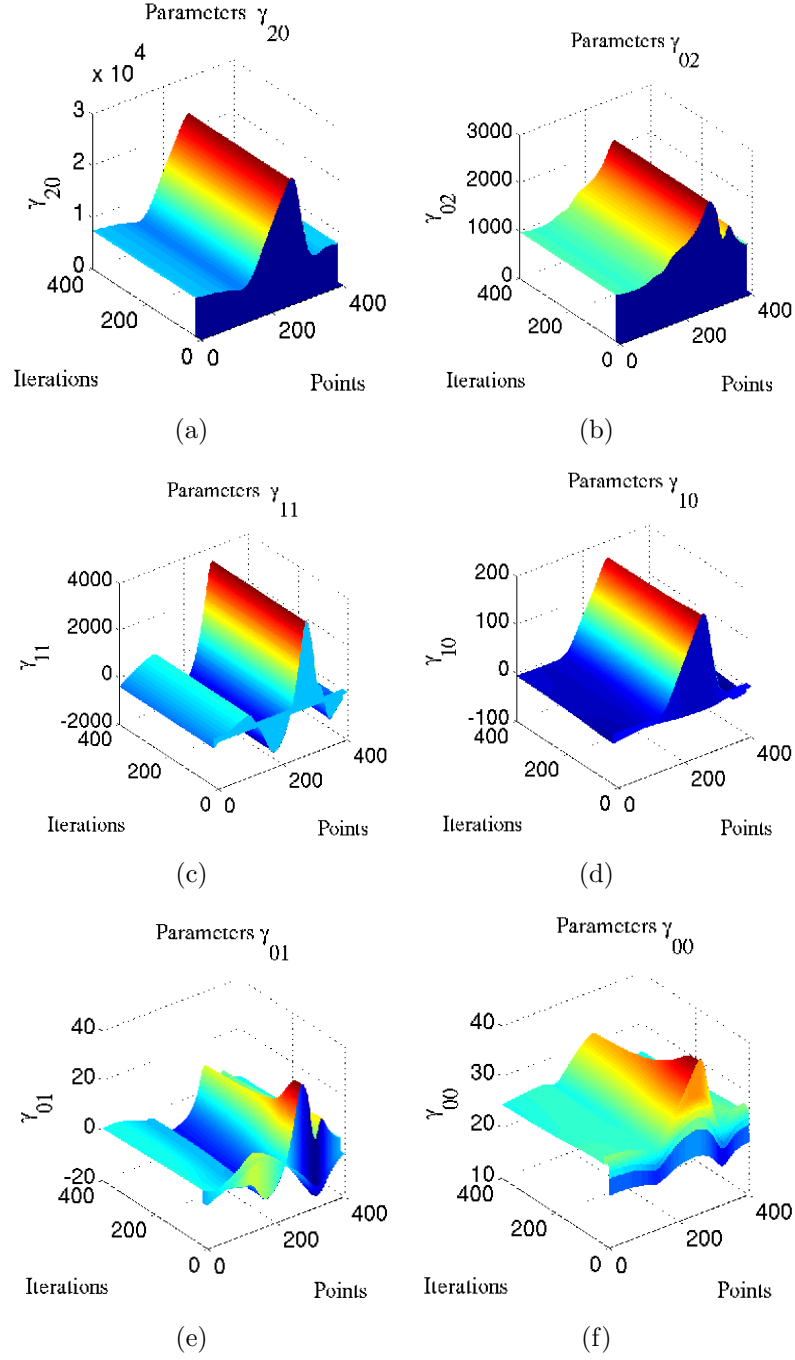 Parameters γ20
x 10^4
3
2
1
0
γ20
400
200
0
0
200
400
Iterations
Points
(a)
Parameters γ02
3000
2000
1000
0
γ02
400
200
0
0
200
400
Iterations
Points
(b)
Parameters γ11
4000
2000
0
-2000
γ11
400
200
0
0
200
400
Iterations
Points
(c)
Parameters γ10
200
100
0
-100
γ10
400
200
0
0
200
400
Iterations
Points
(d)
Parameters γ01
40
20
0
-20
γ01
400
200
0
0
200
400
Iterations
Points
(e)
Parameters γ00
40
30
20
10
γ00
400
200
0
0
200
400
Iterations
Points
(f)